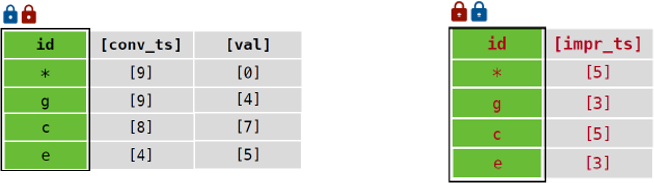 id [conv_ts] [val]
* [9] [0]
g [9] [4]
c [8] [7]
e [4] [5]
id [impr_ts]
* [5]
g [3]
c [5]
e [3]